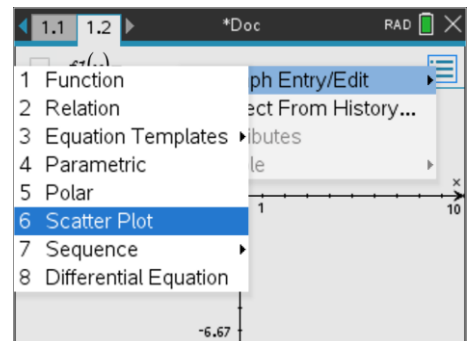 1.1 1.2 *Doc RAD
1 Function
2 Relation
3 Equation Templates
4 Parametric
5 Polar
6 Scatter Plot
7 Sequence
8 Differential Equation
ph Entry/Edit
ect From History...
ibutes
le
x
1 10
-6.67